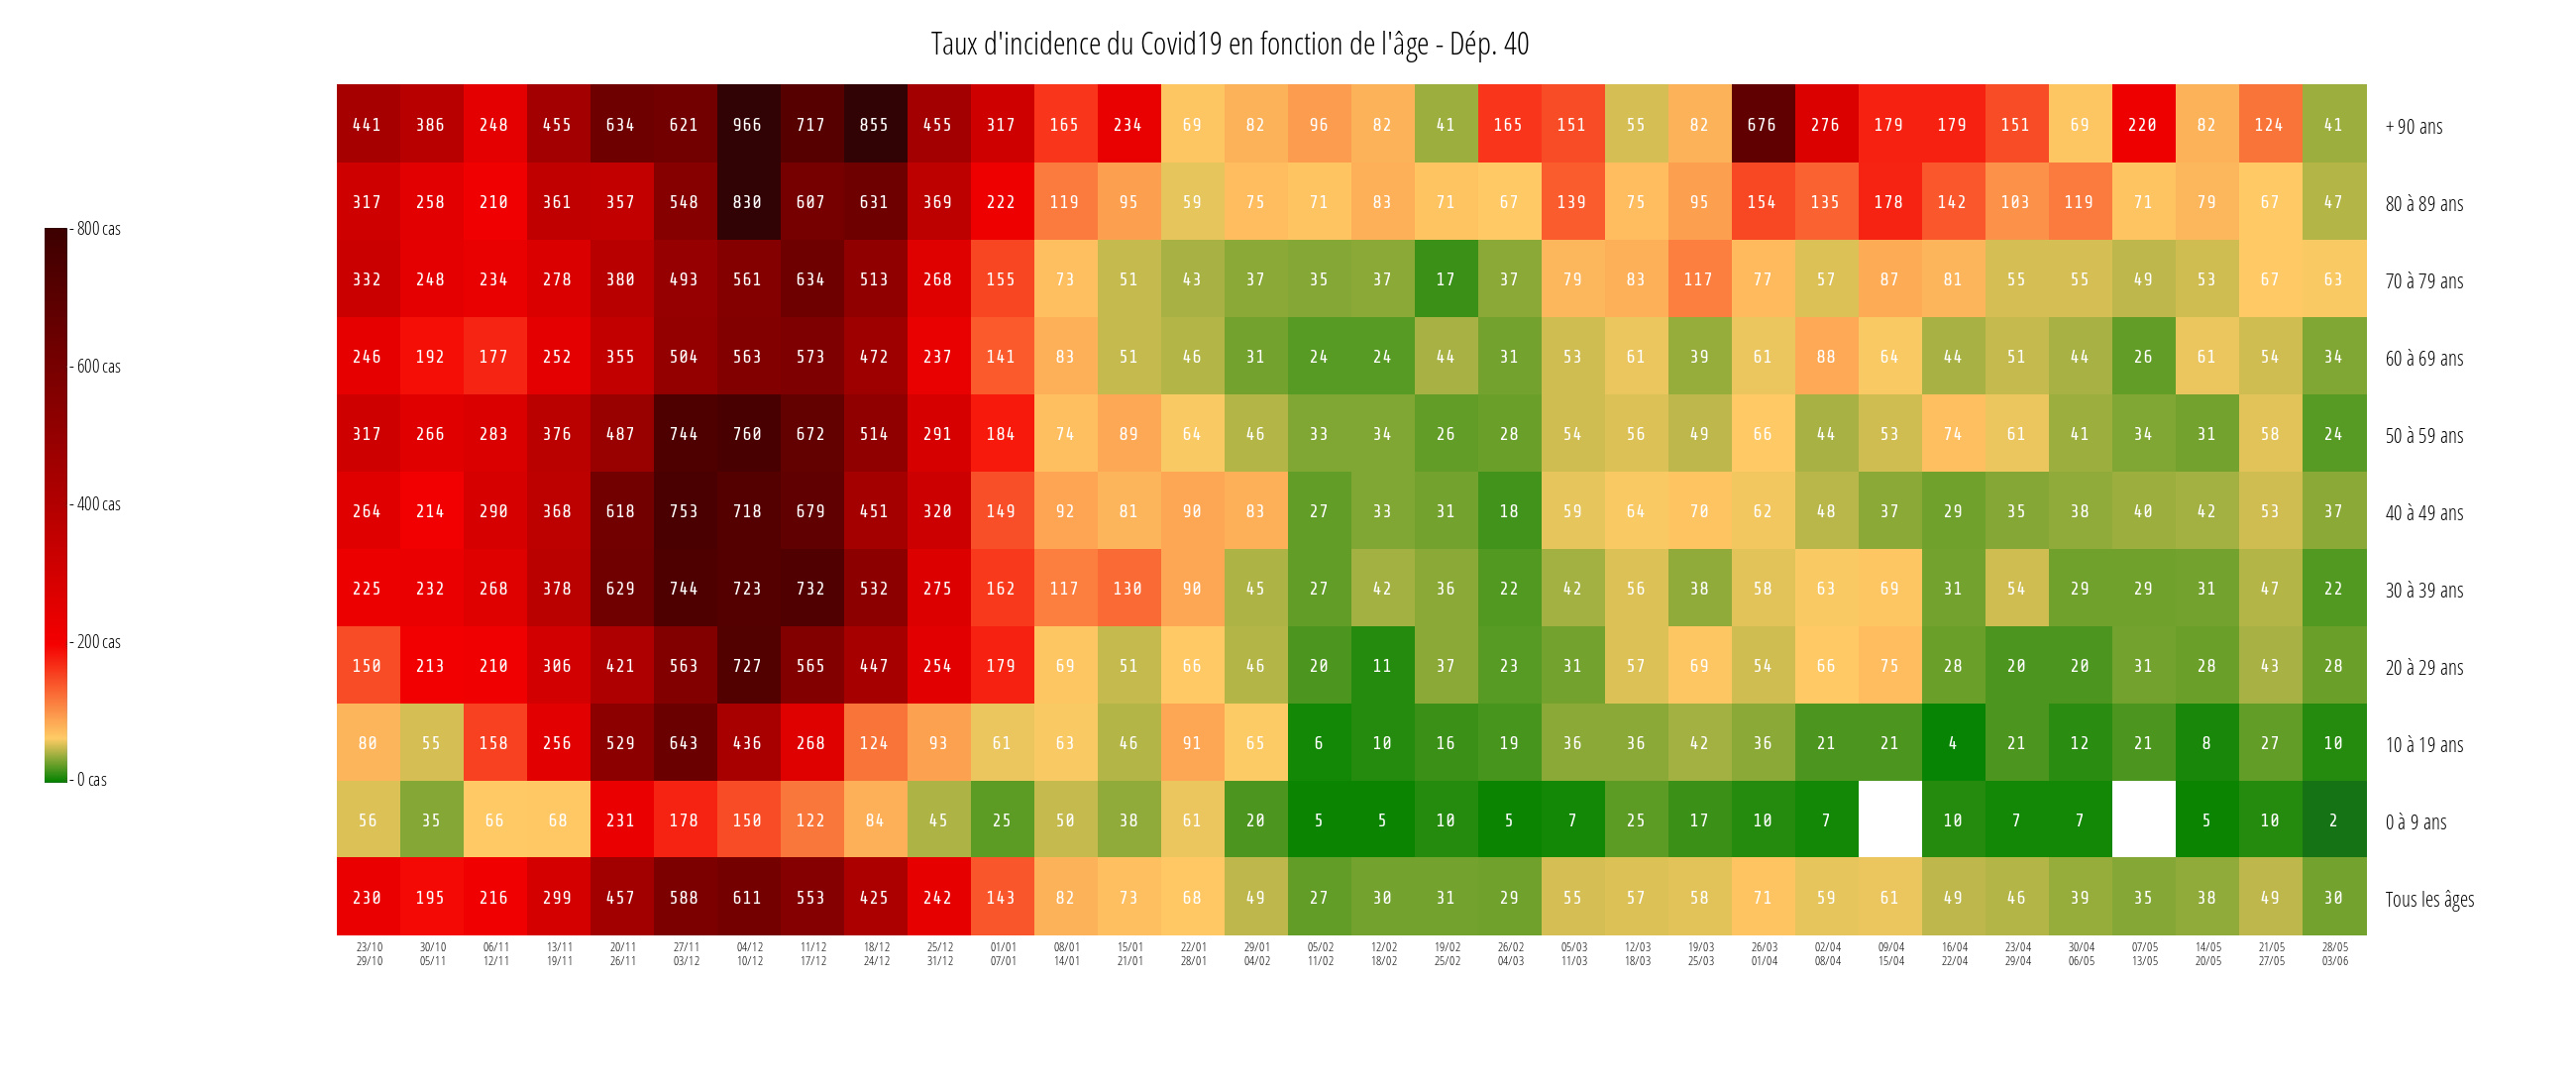 Taux d'incidence du Covid19 en fonction de l'âge - Dép. 40
441 386 248 455 634 621 966 717 855 455 317 165 234 69 82 96 82 41 165 151 55 82 676 276 179 179 151 69 220 82 124 41 + 90 ans
317 258 210 361 357 548 830 607 631 369 222 119 95 59 75 71 83 71 67 139 75 95 154 135 178 142 103 119 71 79 67 47 80 à 89 ans
- 800 cas
332 248 234 278 380 493 561 634 513 268 155 73 51 43 37 35 37 17 37 79 83 117 77 57 87 81 55 55 49 53 67 63 70 à 79 ans
246 192 177 252 355 504 563 573 472 237 141 83 51 46 31 24 24 44 31 53 61 39 61 88 64 44 51 44 26 61 54 34 60 à 69 ans
- 600 cas
317 266 283 376 487 744 760 672 514 291 184 74 89 64 46 33 34 26 28 54 56 49 66 44 53 74 61 41 34 31 58 24 50 à 59 ans
- 400 cas
264 214 290 368 618 753 718 679 451 320 149 92 81 90 83 27 33 31 18 59 64 70 62 48 37 29 35 38 40 42 53 37 40 à 49 ans
225 232 268 378 629 744 723 732 532 275 162 117 130 90 45 27 42 36 22 42 56 38 58 63 69 31 54 29 29 31 47 22 30 à 39 ans
- 200 cas
150 213 210 306 421 563 727 565 447 254 179 69 51 66 46 20 11 37 23 31 57 69 54 66 75 28 20 20 31 28 43 28 20 à 29 ans
80 55 158 256 529 643 436 268 124 93 61 63 46 91 65 6 10 16 19 36 36 42 36 21 21 4 21 12 21 8 27 10 10 à 19 ans
- 0 cas
56 35 66 68 231 178 150 122 84 45 25 50 38 61 20 5 5 10 5 7 25 17 10 7 10 7 7 5 10 2 0 à 9 ans
230 195 216 299 457 588 611 553 425 242 143 82 73 68 49 27 30 31 29 55 57 58 71 59 61 49 46 39 35 38 49 30 Tous les âges
23/10 30/10 06/11 13/11 20/11 27/11 04/12 11/12 18/12 25/12 01/01 08/01 15/01 22/01 29/01 05/02 12/02 19/02 26/02 05/03 12/03 19/03 26/03 02/04 09/04 16/04 23/04 30/04 07/05 14/05 21/05 28/05
29/10 05/11 12/11 19/11 26/11 03/12 10/12 17/12 24/12 31/12 07/01 14/01 21/01 28/01 04/02 11/02 18/02 25/02 04/03 11/03 18/03 25/03 01/04 08/04 15/04 22/04 29/04 06/05 13/05 20/05 27/05 03/06